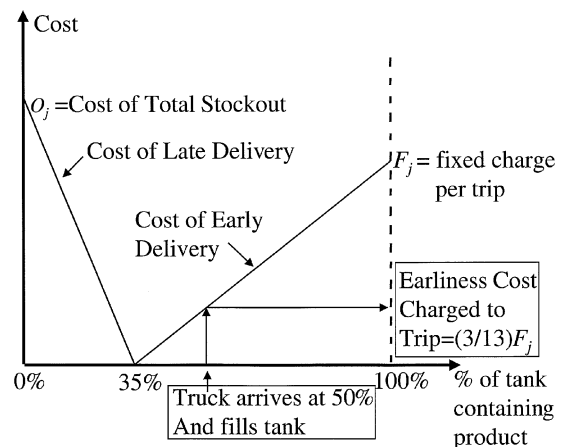 Cost
O_j =Cost of Total Stockout
Cost of Late Delivery
F_j = fixed charge
per trip
Cost of Early
Delivery
Earliness Cost
Charged to
Trip=(3/13)F_j
0%
35%
100%
% of tank
containing
product
Truck arrives at 50%
And fills tank